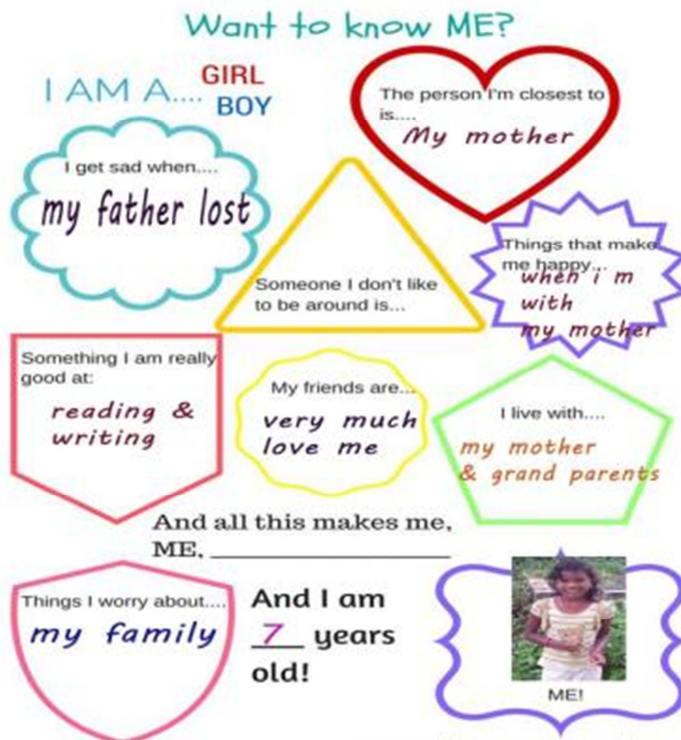 Want to know ME?
I AM A.... GIRL
BOY
The person I'm closest to
is....
My mother
I get sad when....
my father lost
Someone I don't like
to be around is...
Things that make
me happy...
when i m
with
my mother
Something I am really
good at:
reading &
writing
My friends are...
very much
love me
I live with....
my mother
& grand parents
And all this makes me,
ME, ____________________
Things I worry about....
my family
And I am
7 years
old!
ME!